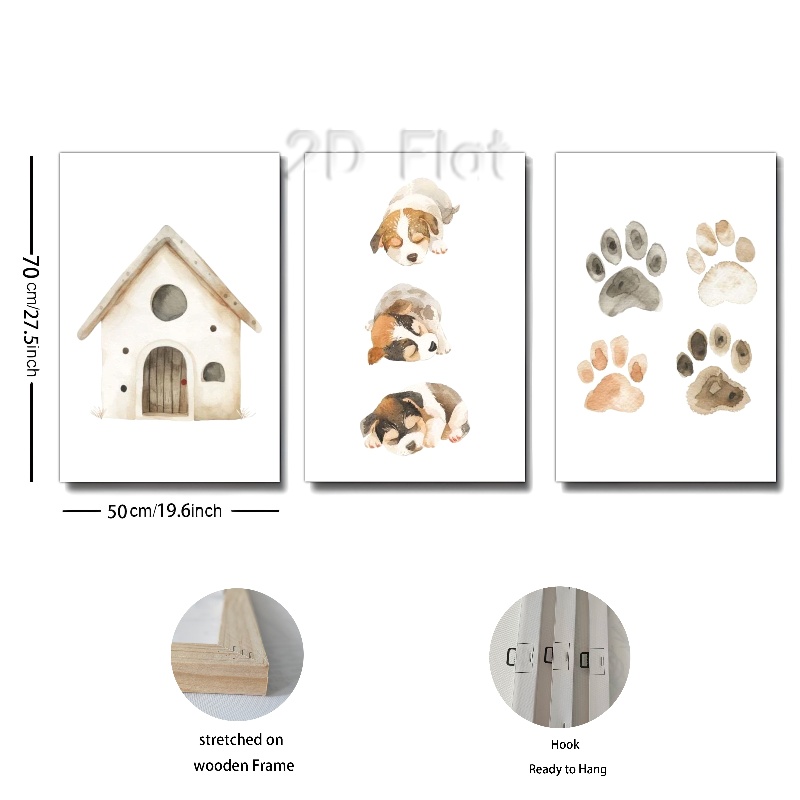 2D Flat
70 cm/27.5inch
50cm/19.6inch
stretched on
wooden Frame
Hook
Ready to Hang